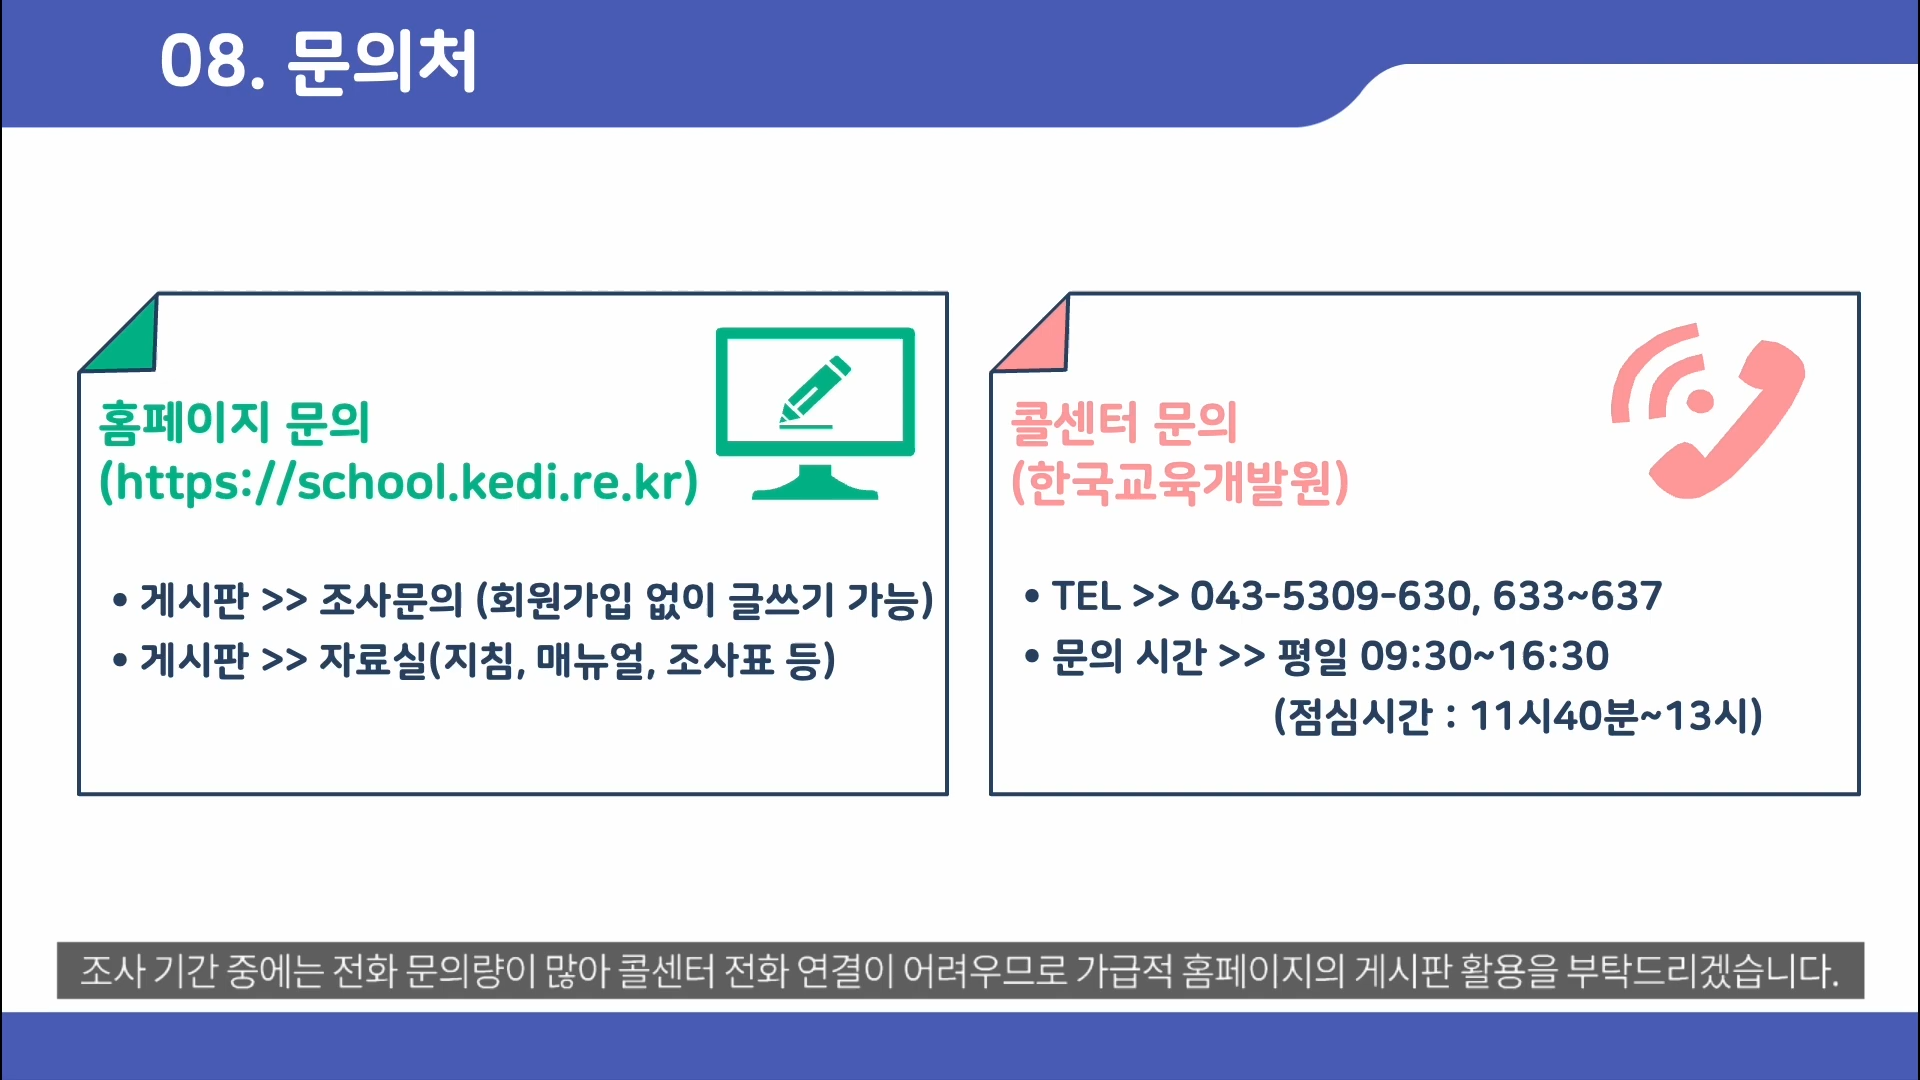 08. 문의처
홈페이지 문의
(https://school.kedi.re.kr)
• 게시판 >> 조사문의 (회원가입 없이 글쓰기 가능)
• 게시판 >> 자료실(지침, 매뉴얼, 조사표 등)
콜센터 문의
(한국교육개발원)
• TEL >> 043-5309-630, 633~637
• 문의 시간 >> 평일 09:30~16:30
(점심시간 : 11시40분~13시)
조사 기간 중에는 전화 문의량이 많아 콜센터 전화 연결이 어려우므로 가급적 홈페이지의 게시판 활용을 부탁드리겠습니다.